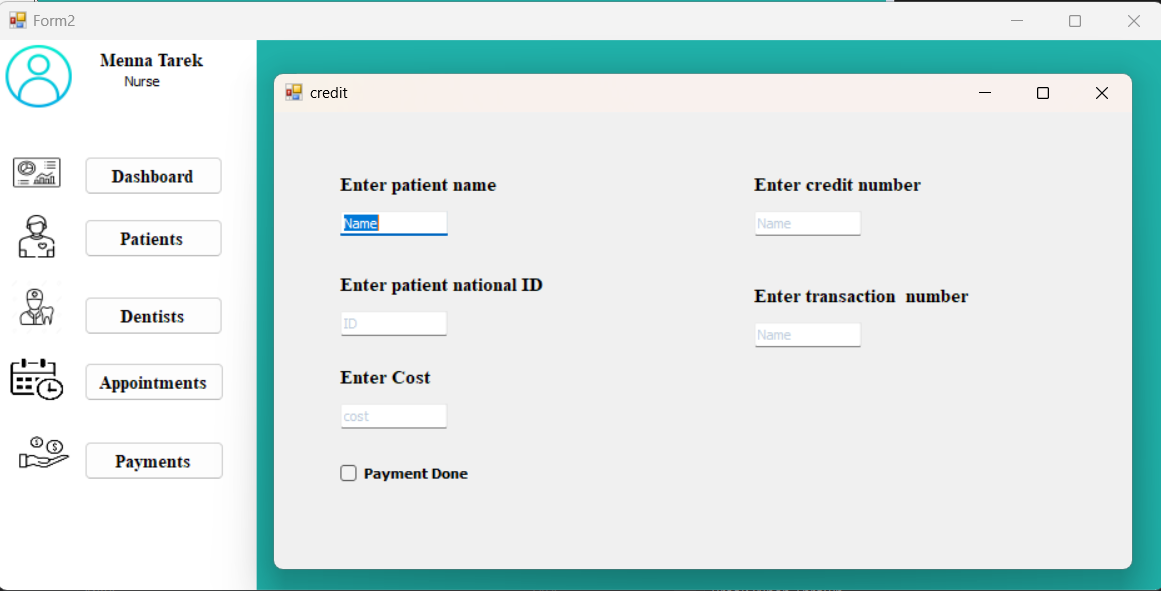 Form2
Menna Tarek
Nurse
Dashboard
Patients
Dentists
Appointments
Payments
credit
Enter patient name
Name
Enter credit number
Name
Enter patient national ID
ID
Enter transaction  number
Name
Enter Cost
cost
Payment Done